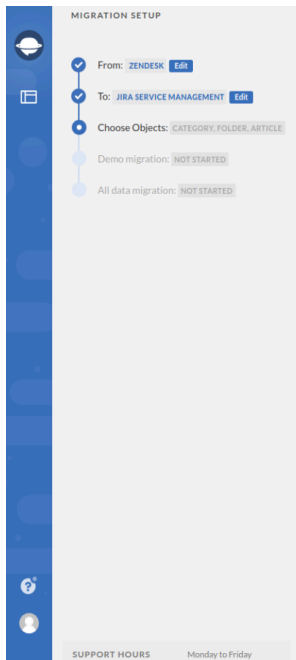 MIGRATION SETUP
From: ZENDESK Edit
To: JIRA SERVICE MANAGEMENT Edit
Choose Objects: CATEGORY, FOLDER, ARTICLE
Demo migration: NOT STARTED
All data migration: NOT STARTED
?
SUPPORT HOURS Monday to Friday